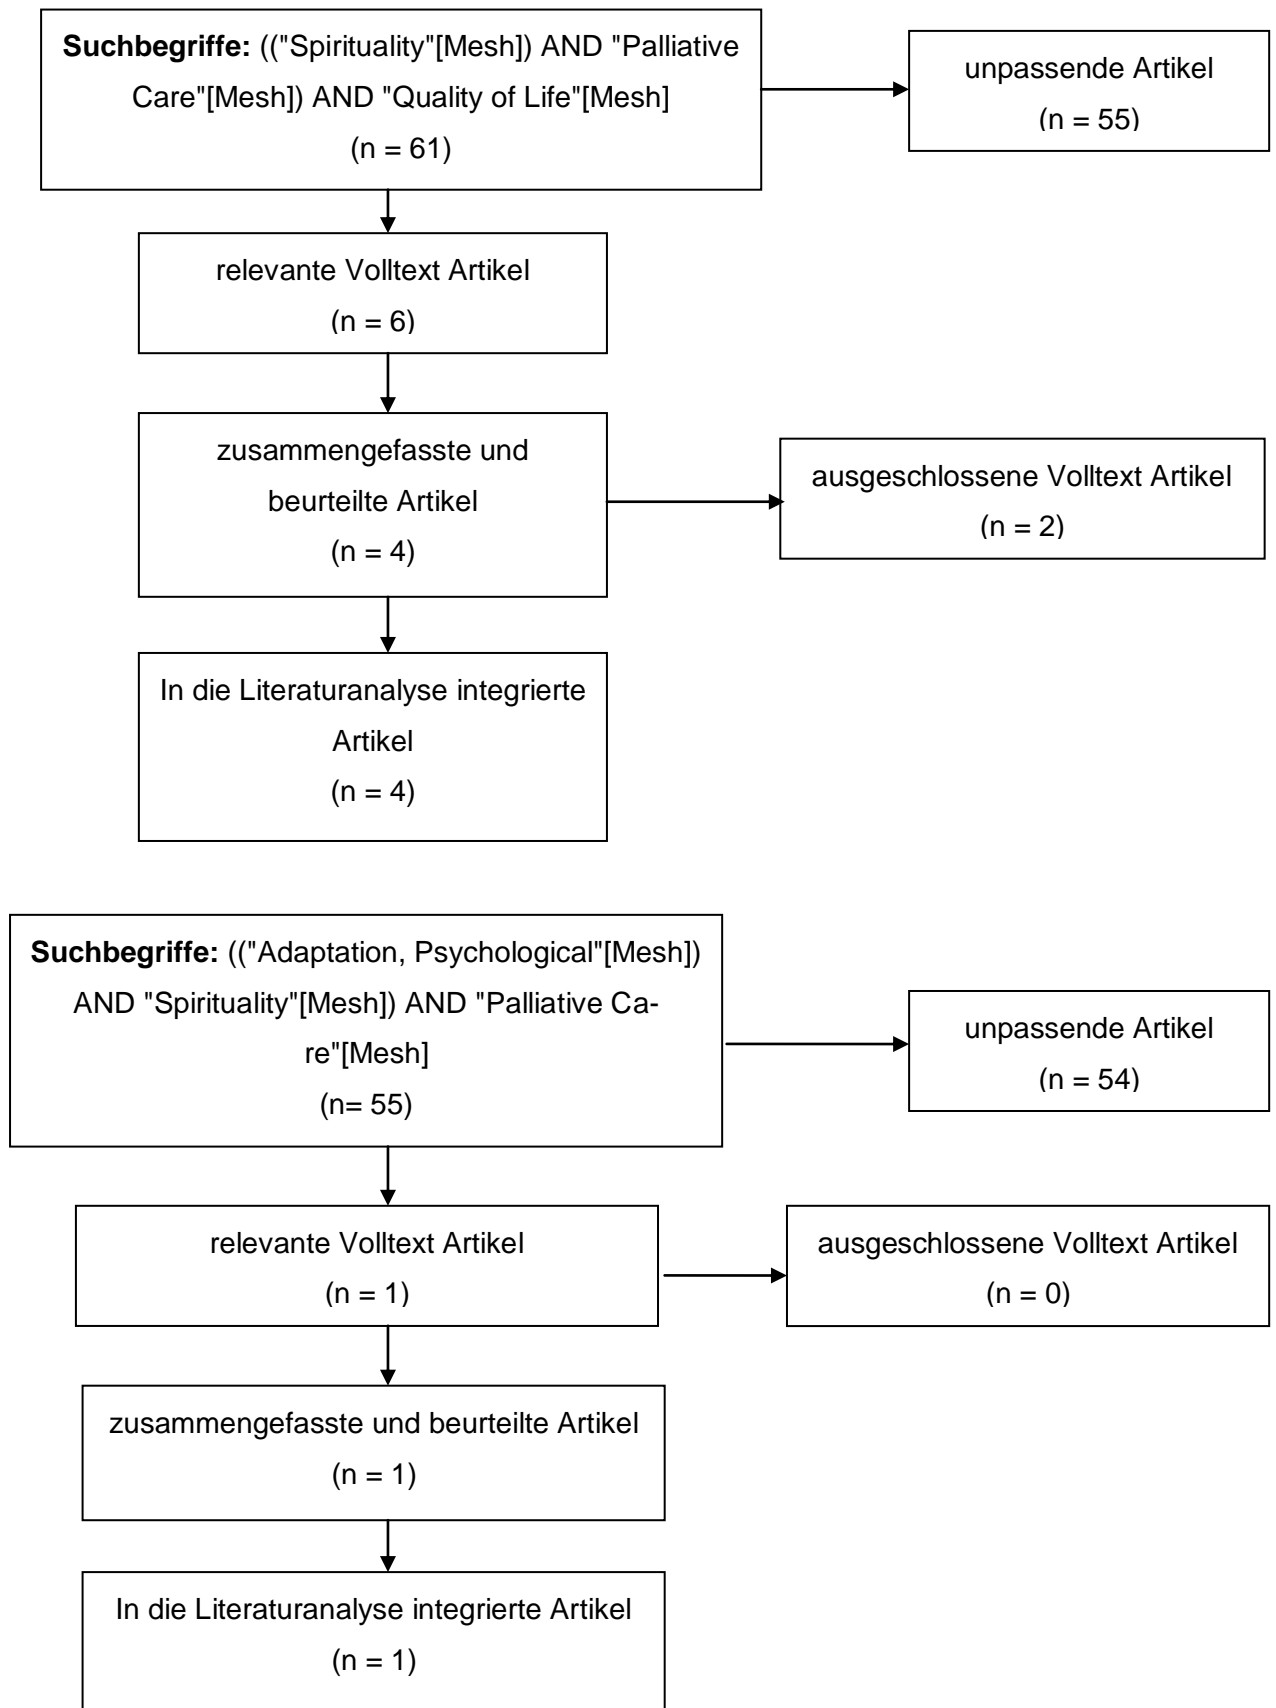 Suchbegriffe: (("Spirituality"[Mesh]) AND "Palliative
Care"[Mesh]) AND "Quality of Life"[Mesh]
(n = 61)
unpassende Artikel
(n = 55)
relevante Volltext Artikel
(n = 6)
zusammengefasste und
beurteilte Artikel
(n = 4)
ausgeschlossene Volltext Artikel
(n = 2)
In die Literaturanalyse integrierte
Artikel
(n = 4)
Suchbegriffe: (("Adaptation, Psychological"[Mesh])
AND "Spirituality"[Mesh]) AND "Palliative Ca-
re"[Mesh]
(n= 55)
unpassende Artikel
(n = 54)
relevante Volltext Artikel
(n = 1)
ausgeschlossene Volltext Artikel
(n = 0)
zusammengefasste und beurteilte Artikel
(n = 1)
In die Literaturanalyse integrierte Artikel
(n = 1)